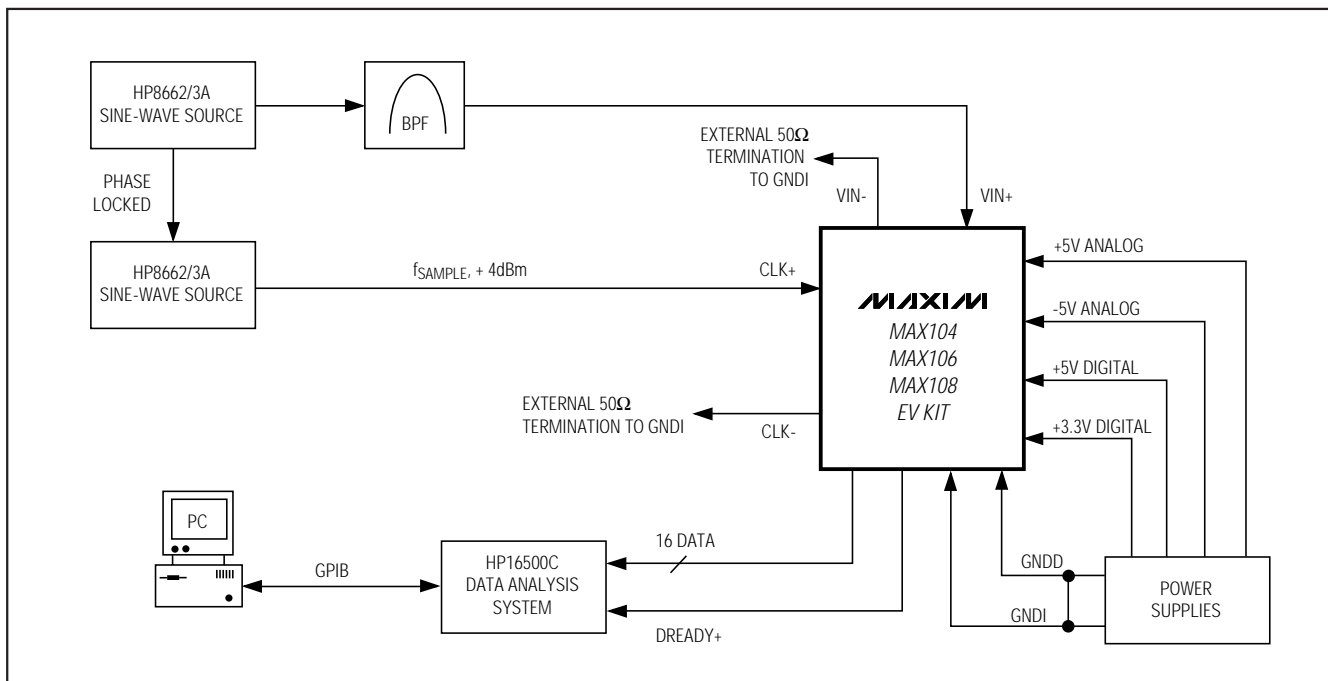 HP8662/3A
SINE-WAVE SOURCE
BPF
PHASE
LOCKED
HP8662/3A
SINE-WAVE SOURCE
fSAMPLE, + 4dBm
CLK+
EXTERNAL 50Ω
TERMINATION
TO GNDI
VIN-
VIN+
MAXIM
MAX104
MAX106
MAX108
EV KIT
+5V ANALOG
-5V ANALOG
+5V DIGITAL
+3.3V DIGITAL
EXTERNAL 50Ω
TERMINATION TO GNDI
CLK-
PC
GPIB
HP16500C
DATA ANALYSIS
SYSTEM
16 DATA
DREADY+
GNDD
GNDI
POWER
SUPPLIES